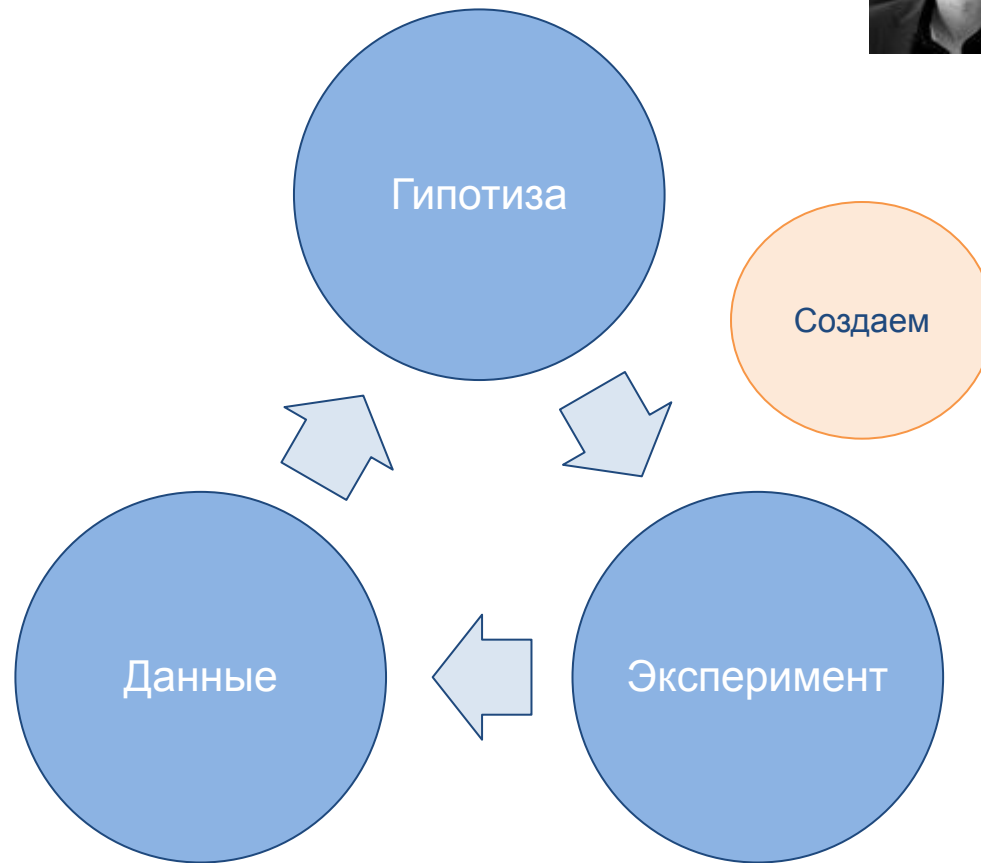 Гипотиза
Создаем
Данные
Эксперимент